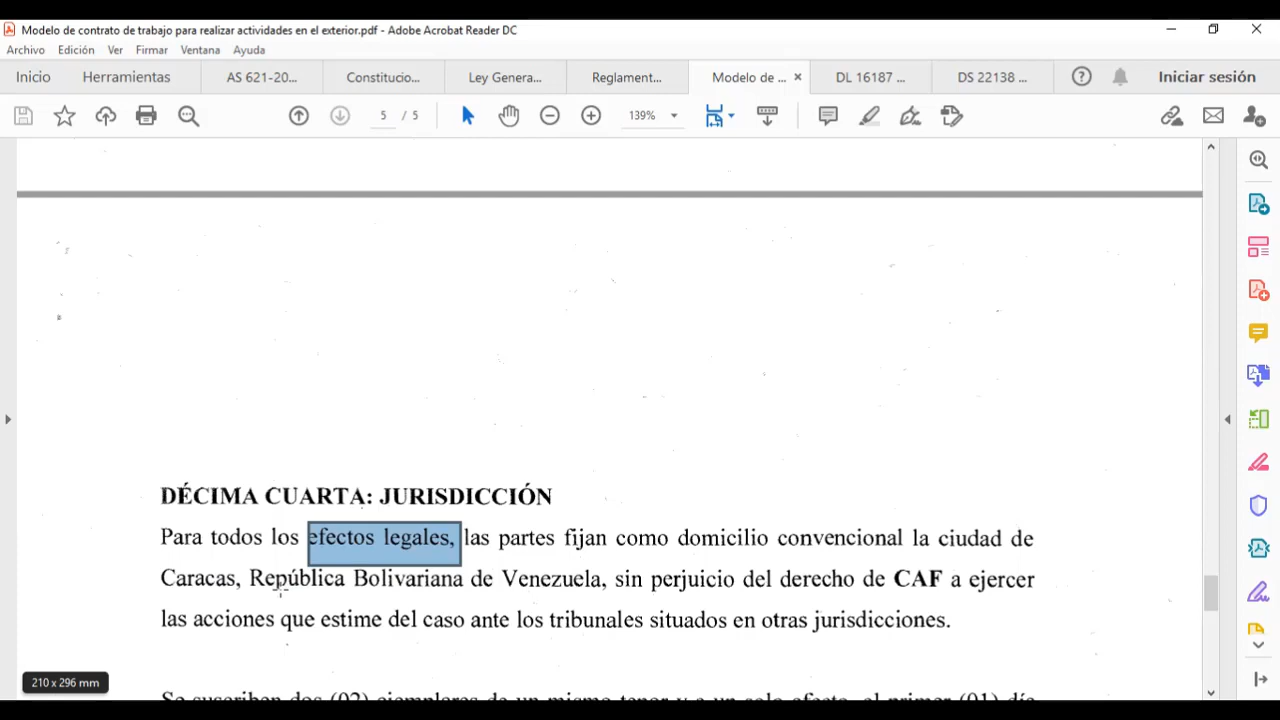 Modelo de contrato de trabajo para realizar actividades en el exterior.pdf - Adobe Acrobat Reader DC
Archivo Edición Ver Firmar Ventana Ayuda
Inicio Herramientas AS 621-20... Constitucio... Ley Genera... Reglament... Modelo de ... × DL 16187 ... DS 22138 ... Iniciar sesión
5 / 5 139%
DÉCIMA CUARTA: JURISDICCIÓN
Para todos los efectos legales, las partes fijan como domicilio convencional la ciudad de
Caracas, República Bolivariana de Venezuela, sin perjuicio del derecho de CAF a ejercer
las acciones que estime del caso ante los tribunales situados en otras jurisdicciones.
210 x 296 mm
Se suscriben dos (02) ejemplares de un mismo tenor y a un solo efecto, el primer (01) día